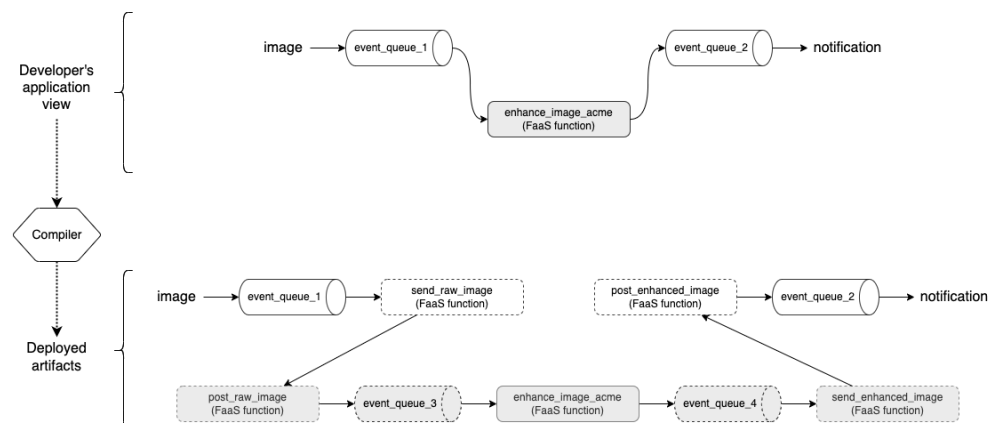 image
event_queue_1
event_queue_2
notification
Developer's
application
view
enhance_image_acme
(FaaS function)
Compiler
image
event_queue_1
send_raw_image
(FaaS function)
post_enhanced_image
(FaaS function)
event_queue_2
notification
Deployed
artifacts
post_raw_image
(FaaS function)
event_queue_3
enhance_image_acme
(FaaS function)
event_queue_4
send_enhanced_image
(FaaS function)